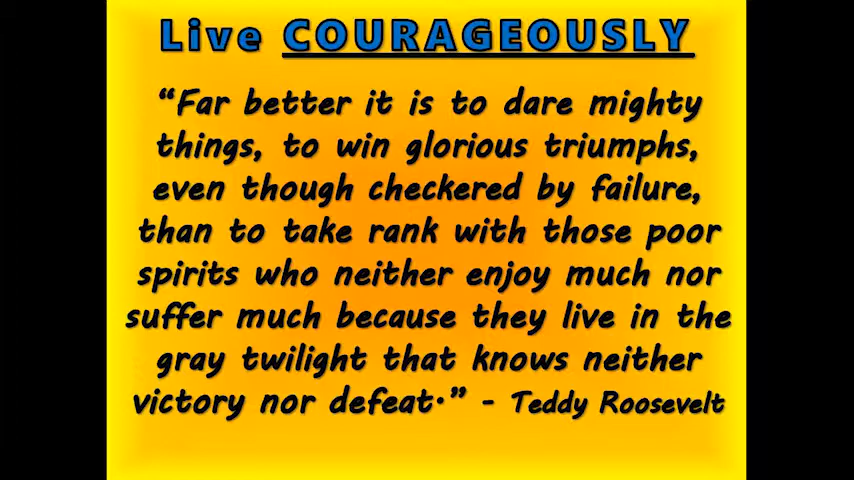 Live COURAGEOUSLY
“Far better it is to dare mighty
things, to win glorious triumphs,
even though checkered by failure,
than to take rank with those poor
spirits who neither enjoy much nor
suffer much because they live in the
gray twilight that knows neither
victory nor defeat.” - Teddy Roosevelt